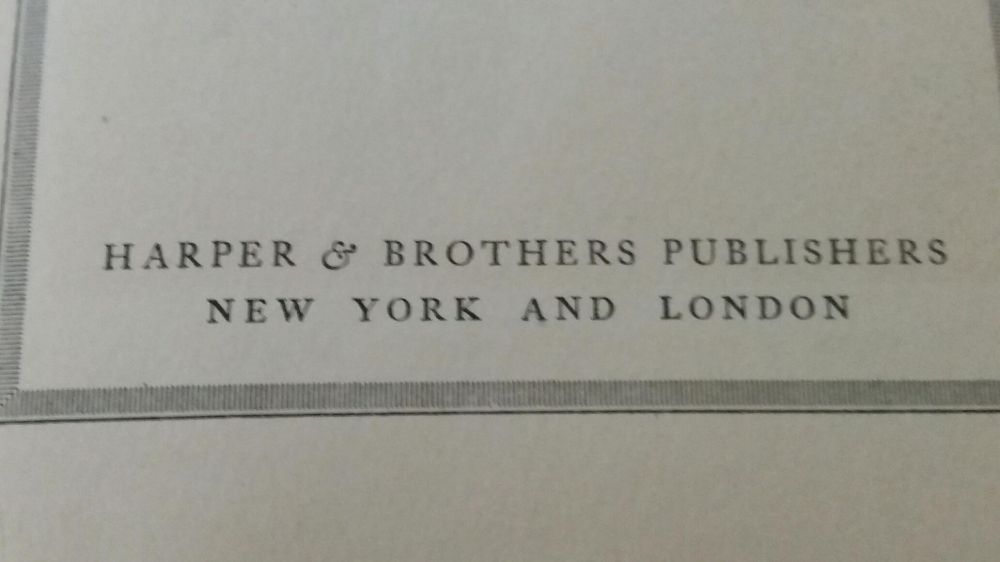 HARPER & BROTHERS PUBLISHERS
NEW YORK AND LONDON